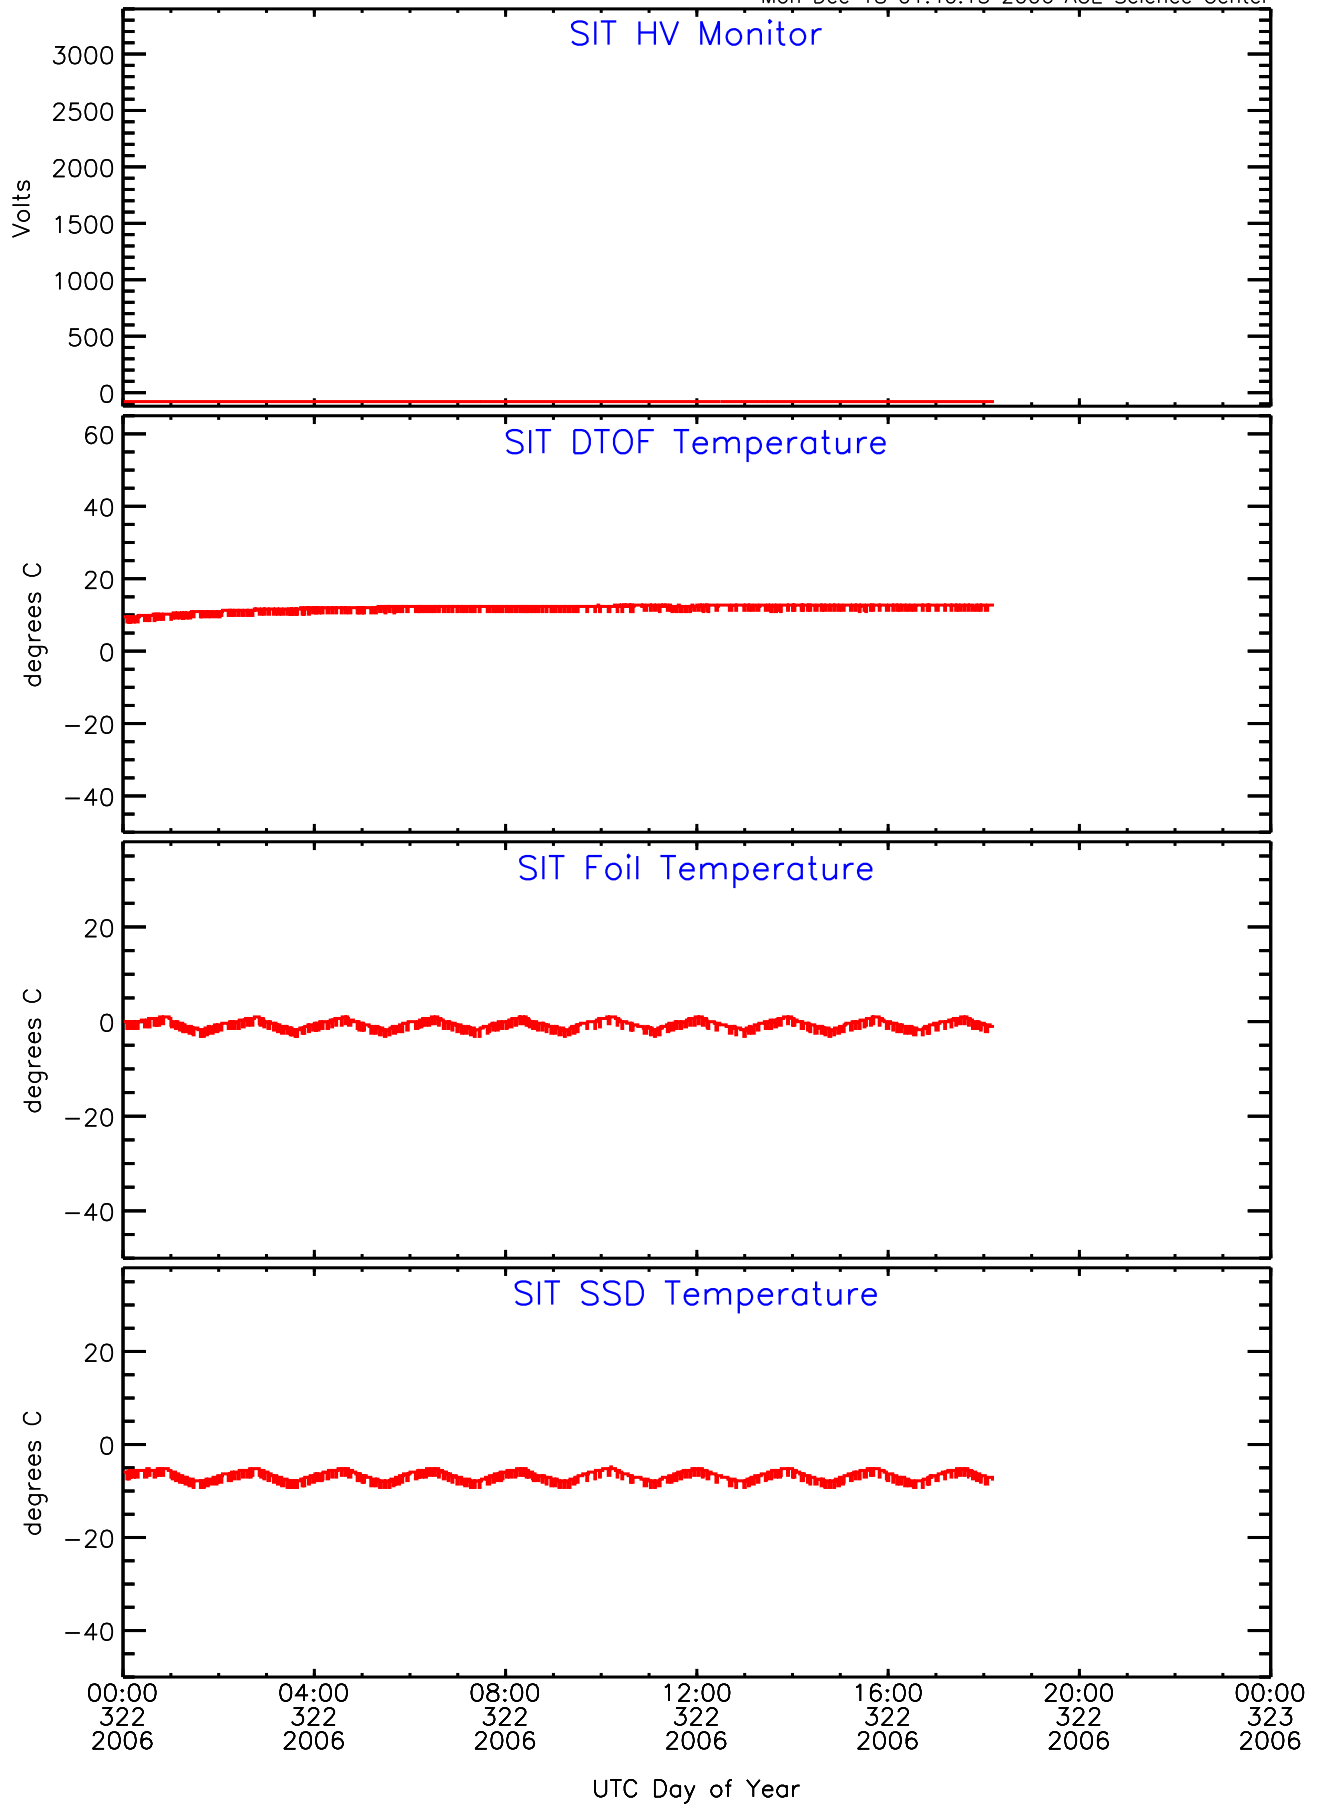 SIT HV Monitor
3000
2500
2000
1500
1000
500
0
Volts
SIT DTOF Temperature
60
40
20
0
−20
−40
degrees C
SIT Foil Temperature
20
0
−20
−40
degrees C
SIT SSD Temperature
20
0
−20
−40
degrees C
00:00 04:00 08:00 12:00 16:00 20:00 00:00
322 322 322 322 322 322 323
2006 2006 2006 2006 2006 2006 2006
UTC Day of Year